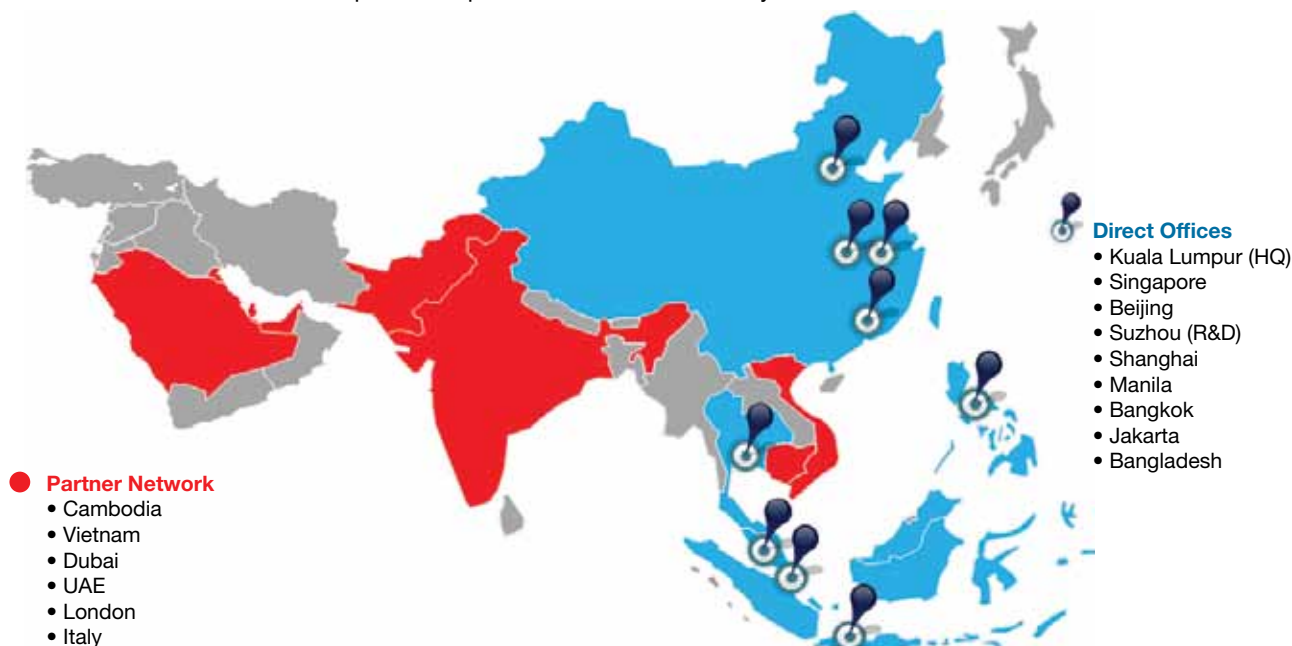 Direct Offices
• Kuala Lumpur (HQ)
• Singapore
• Beijing
• Suzhou (R&D)
• Shanghai
• Manila
• Bangkok
• Jakarta
• Bangladesh
Partner Network
• Cambodia
• Vietnam
• Dubai
• UAE
• London
• Italy